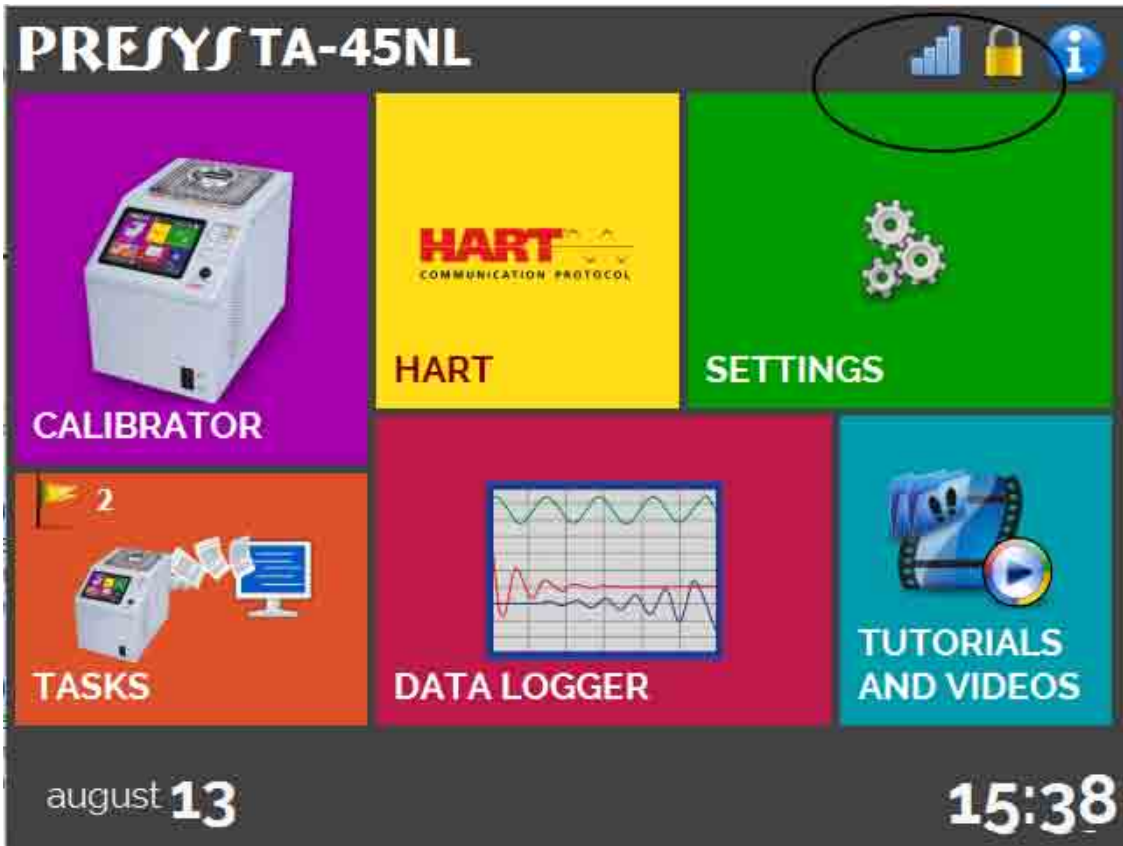 PRESYS TA-45NL
CALIBRATOR
HART
COMMUNICATION PROTOCOL
HART
SETTINGS
2
TASKS
DATA LOGGER
TUTORIALS
AND VIDEOS
august 13
15:38